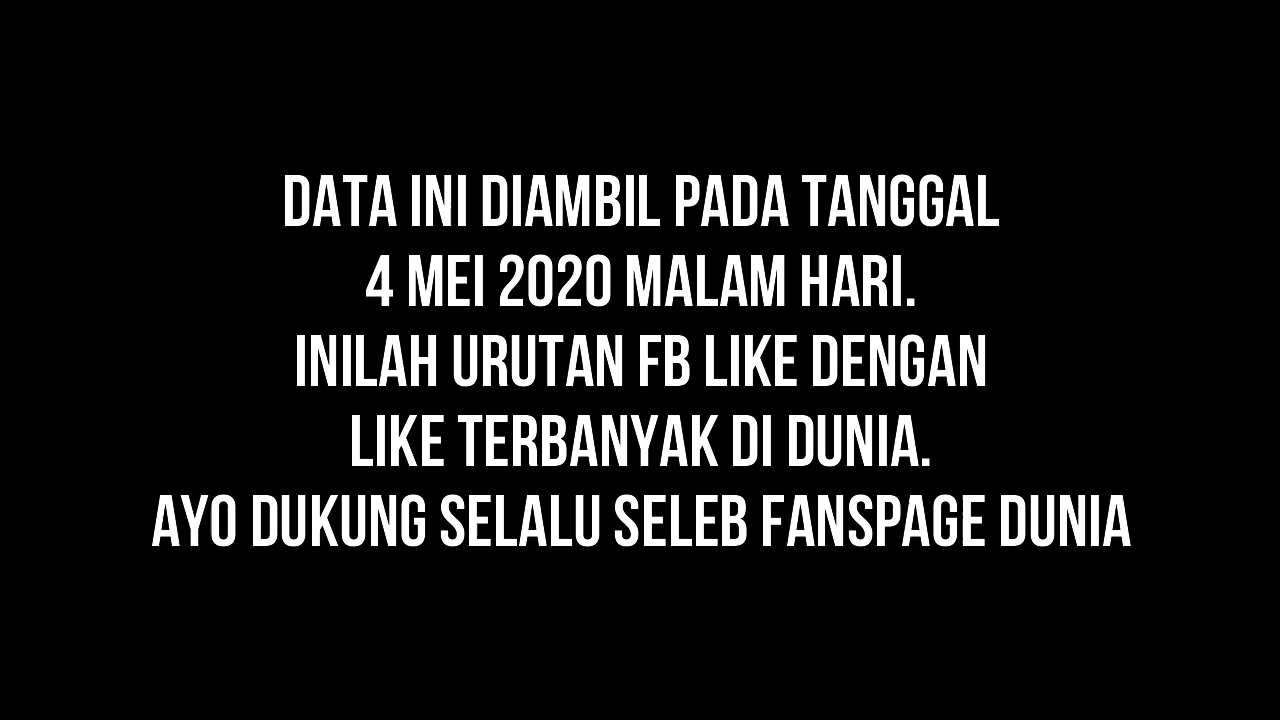 DATA INI DIAMBIL PADA TANGGAL
4 MEI 2020 MALAM HARI.
INILAH URUTAN FB LIKE DENGAN
LIKE TERBANYAK DI DUNIA.
AYO DUKUNG SELALU SELEB FANSPAGE DUNIA